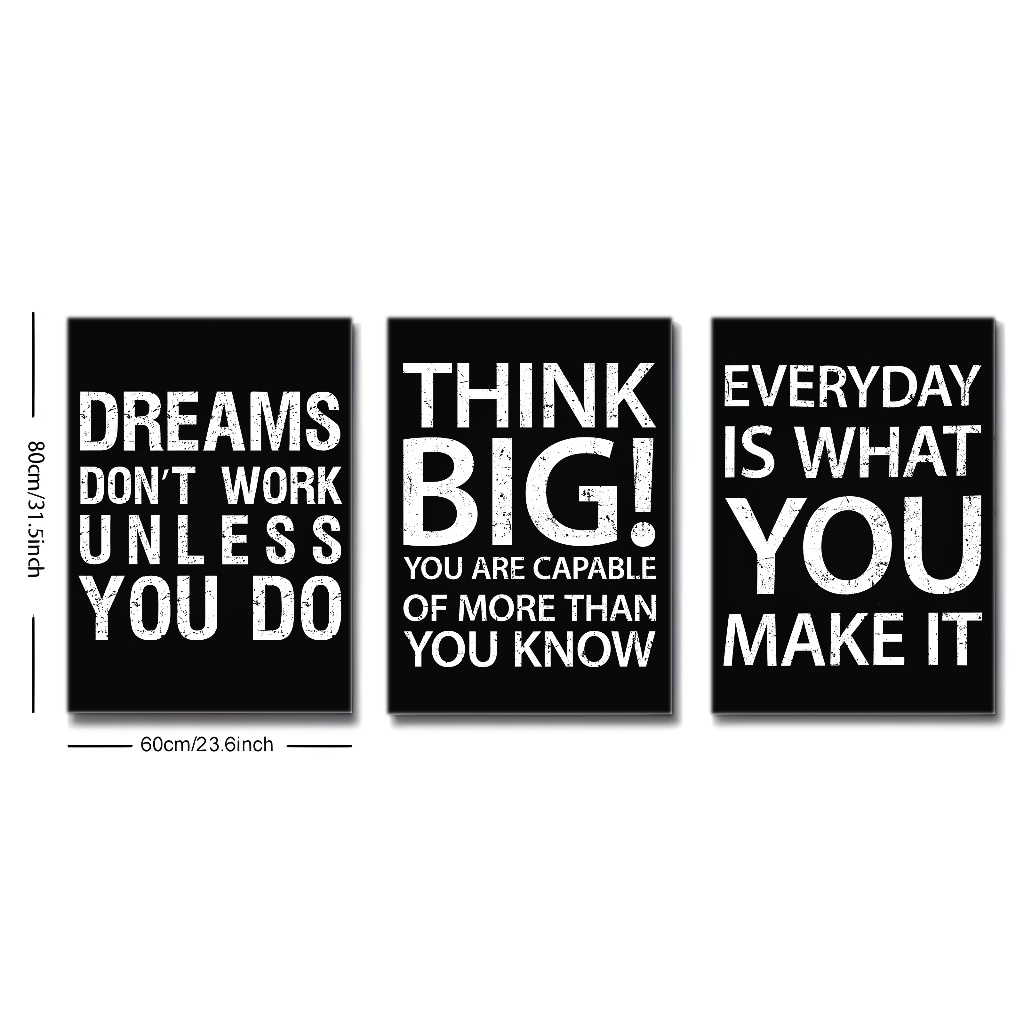 DREAMS
DON'T WORK
UNLESS
YOU DO
THINK
BIG!
YOU ARE CAPABLE
OF MORE THAN
YOU KNOW
EVERYDAY
IS WHAT
YOU
MAKE IT
80cm/31.5inch
60cm/23.6inch